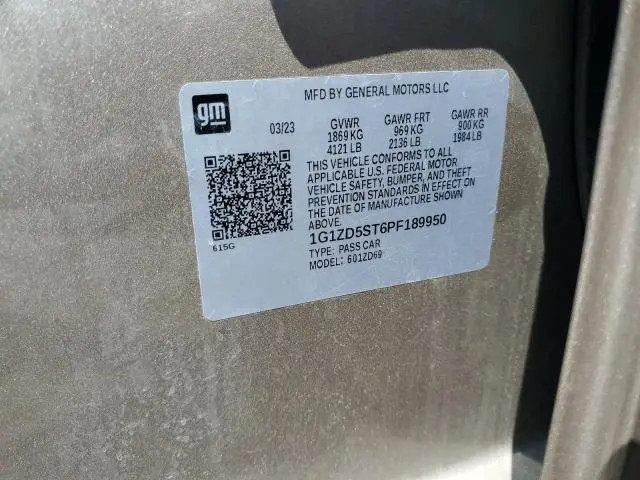 MFD BY GENERAL MOTORS LLC
gm
03/23 GVWR GAWR FRT GAWR RR
1869 KG 969 KG 900 KG
4121 LB 2136 LB 1984 LB
THIS VEHICLE CONFORMS TO ALL
APPLICABLE U.S. FEDERAL MOTOR
VEHICLE SAFETY, BUMPER, AND THEFT
PREVENTION STANDARDS IN EFFECT ON
THE DATE OF MANUFACTURE SHOWN
ABOVE.
1G1ZD5ST6PF189950
615G
TYPE: PASS CAR
MODEL: 601ZD69